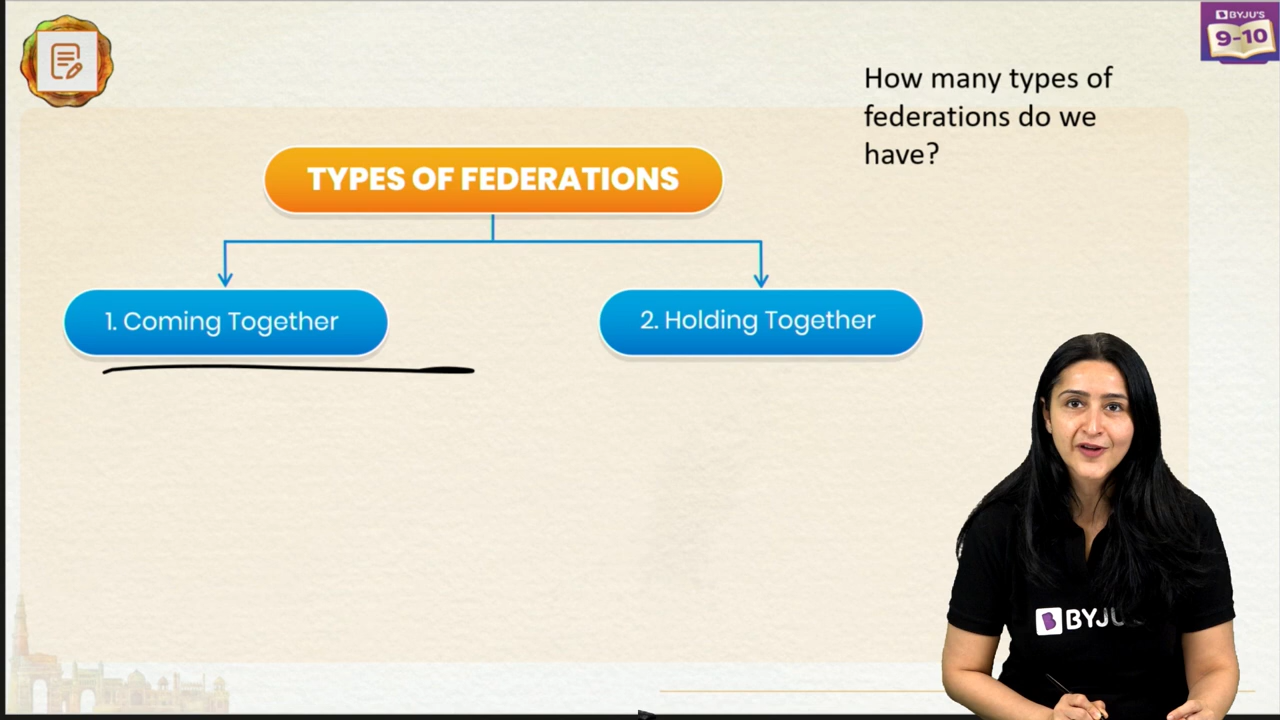 BYJU'S
9-10
How many types of
federations do we
have?
TYPES OF FEDERATIONS
1. Coming Together
2. Holding Together
BYJU'S